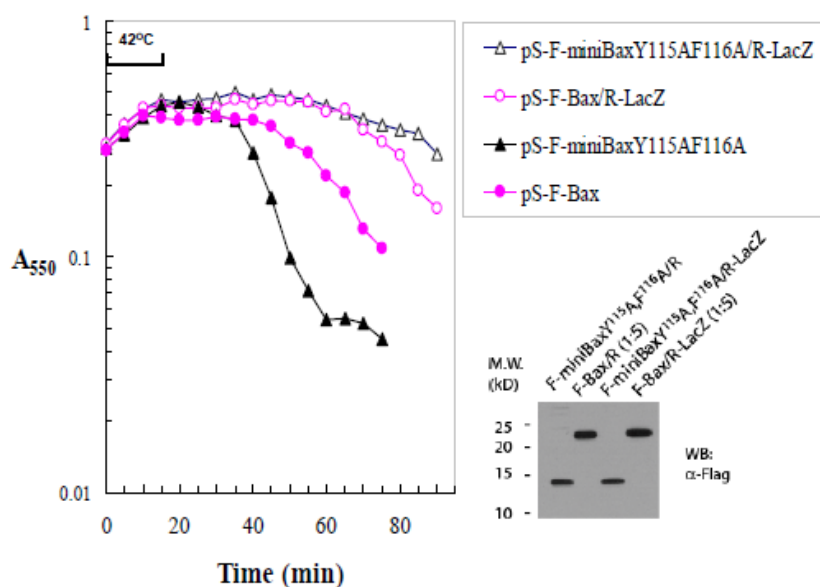 1
42°C
0.1
A550
0.01
0 20 40 60 80
Time (min)
pS-F-miniBaxY115AF116A/R-LacZ
pS-F-Bax/R-LacZ
pS-F-miniBaxY115AF116A
pS-F-Bax
F-miniBaxY115A,F116A/R
F-Bax/R (1:5)
F-miniBaxY115A,F116A/R-LacZ
F-Bax/R-LacZ (1:5)
M.W.
(kD)
25 -
20 -
15 -
10 -
WB:
α-Flag